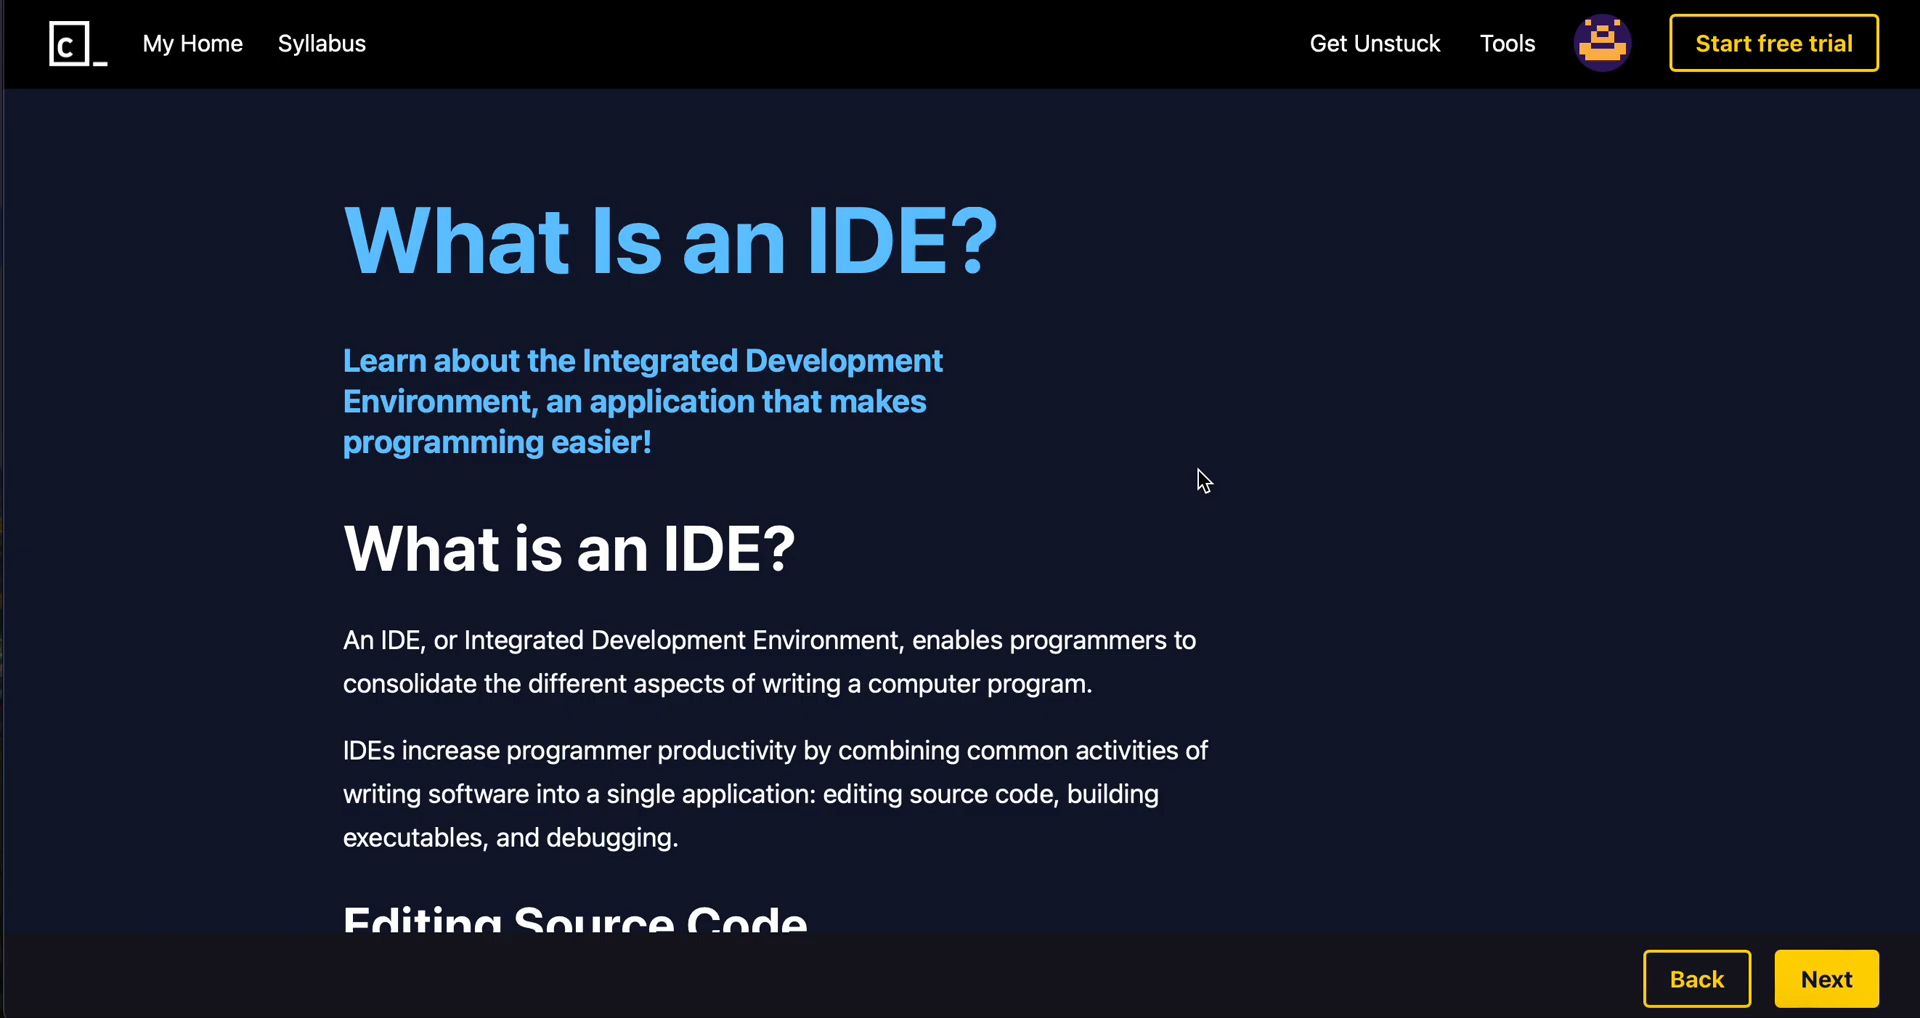 c_
My Home
Syllabus
Get Unstuck
Tools
Start free trial
What Is an IDE?
Learn about the Integrated Development
Environment, an application that makes
programming easier!
What is an IDE?
An IDE, or Integrated Development Environment, enables programmers to
consolidate the different aspects of writing a computer program.
IDEs increase programmer productivity by combining common activities of
writing software into a single application: editing source code, building
executables, and debugging.
Editing Source Code
Back
Next